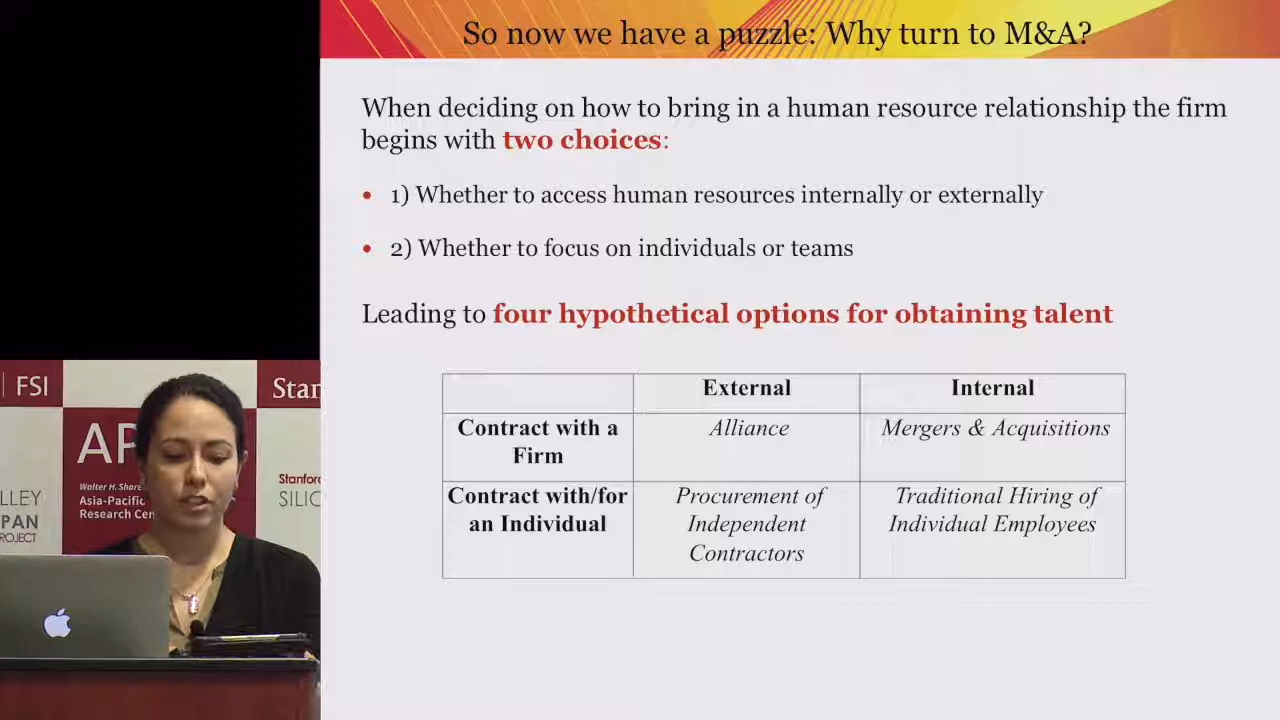 So now we have a puzzle: Why turn to M&A?
When deciding on how to bring in a human resource relationship the firm
begins with two choices:
• 1) Whether to access human resources internally or externally
• 2) Whether to focus on individuals or teams
Leading to four hypothetical options for obtaining talent
External
Internal
Contract with a
Firm
Alliance
Mergers & Acquisitions
Contract with/for
an Individual
Procurement of
Independent
Contractors
Traditional Hiring of
Individual Employees
FSI
Stan
AP
Walter H. Shore
Asia-Pacific
Research Cen
LLEY
PAN
PROJECT
Stanford
SILIC